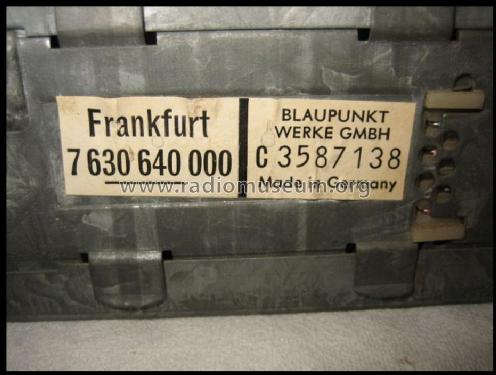 Frankfurt
7 630 640 000
BLAUPUNKT
WERKE GMBH
C 3587138
Made in Germany
www.radiomuseum.org